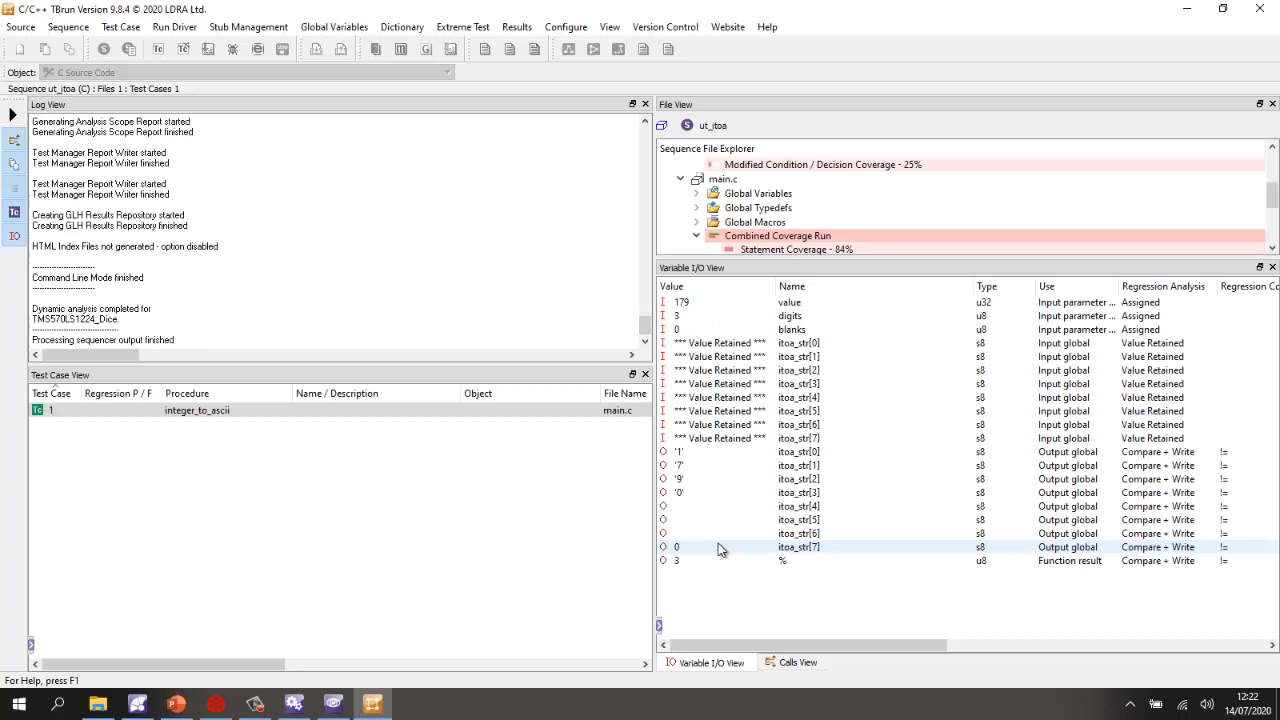 C/C++ TBrun Version 9.8.4 © 2020 LDRA Ltd.
Source Sequence Test Case Run Driver Stub Management Global Variables Dictionary Extreme Test Results Configure View Version Control Website Help
Object: C Source Code
Sequence ut_itoa (C) : Files 1 : Test Cases 1
Log View
Generating Analysis Scope Report started
Generating Analysis Scope Report finished
Test Manager Report Writer started
Test Manager Report Writer finished
Test Manager Report Writer started
Test Manager Report Writer finished
Creating GLH Results Repository started
Creating GLH Results Repository finished
HTML Index Files not generated - option disabled
------------------------
Command Line Mode finished
------------------------
Dynamic analysis completed for
TMS570LS1224_Dice.
---------------------------------
Processing sequencer output finished
Test Case View
Test Case Regression P / F Procedure Name / Description Object File Name
Tc 1 integer_to_ascii main.c
File View
S ut_itoa
Sequence File Explorer
Modified Condition / Decision Coverage - 25%
main.c
Global Variables
Global Typedefs
Global Macros
Combined Coverage Run
Statement Coverage - 84%
Variable I/O View
Value Name Type Use Regression Analysis Regression Co
I 179 value u32 Input parameter ... Assigned
I 3 digits u8 Input parameter ... Assigned
I 0 blanks u8 Input parameter ... Assigned
I *** Value Retained *** itoa_str[0] s8 Input global Value Retained
I *** Value Retained *** itoa_str[1] s8 Input global Value Retained
I *** Value Retained *** itoa_str[2] s8 Input global Value Retained
I *** Value Retained *** itoa_str[3] s8 Input global Value Retained
I *** Value Retained *** itoa_str[4] s8 Input global Value Retained
I *** Value Retained *** itoa_str[5] s8 Input global Value Retained
I *** Value Retained *** itoa_str[6] s8 Input global Value Retained
I *** Value Retained *** itoa_str[7] s8 Input global Value Retained
O '1' itoa_str[0] s8 Output global Compare + Write !=
O '7' itoa_str[1] s8 Output global Compare + Write !=
O '9' itoa_str[2] s8 Output global Compare + Write !=
O '0' itoa_str[3] s8 Output global Compare + Write !=
O itoa_str[4] s8 Output global Compare + Write !=
O itoa_str[5] s8 Output global Compare + Write !=
O itoa_str[6] s8 Output global Compare + Write !=
O 0 itoa_str[7] s8 Output global Compare + Write !=
O 3 % u8 Function result Compare + Write !=
IO Variable I/O View Calls View
For Help, press F1
12:22
14/07/2020